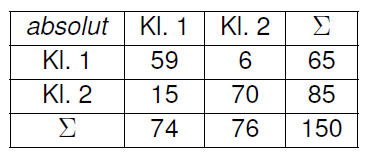 absolut Kl. 1 Kl. 2 Σ
Kl. 1 59 6 65
Kl. 2 15 70 85
Σ 74 76 150